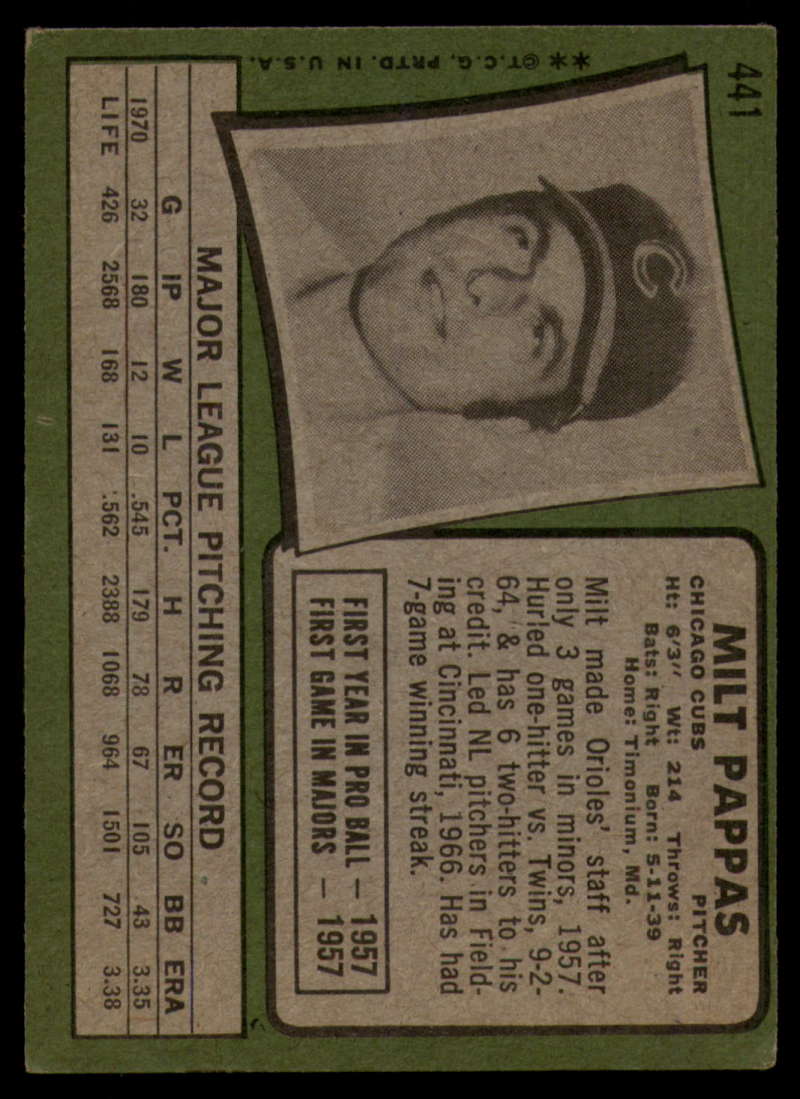 441
C
** ©T.C.G. PRTD. IN U.S.A.
MILT PAPPAS
CHICAGO CUBS PITCHER
Ht: 6'3" Wt: 214 Throws: Right
Bats: Right Born: 5-11-39
Home: Timonium, Md.
Milt made Orioles' staff after
only 3 games in minors, 1957.
Hurled one-hitter vs. Twins, 9-2-
64, & has 6 two-hitters to his
credit. Led NL pitchers in Field-
ing at Cincinnati, 1966. Has had
7-game winning streak.
FIRST YEAR IN PRO BALL — 1957
FIRST GAME IN MAJORS — 1957
MAJOR LEAGUE PITCHING RECORD
G IP W L PCT. H R ER SO BB ERA
1970 32 180 12 10 .545 179 78 67 105 43 3.35
LIFE 426 2568 168 131 .562 2388 1068 964 1501 727 3.38